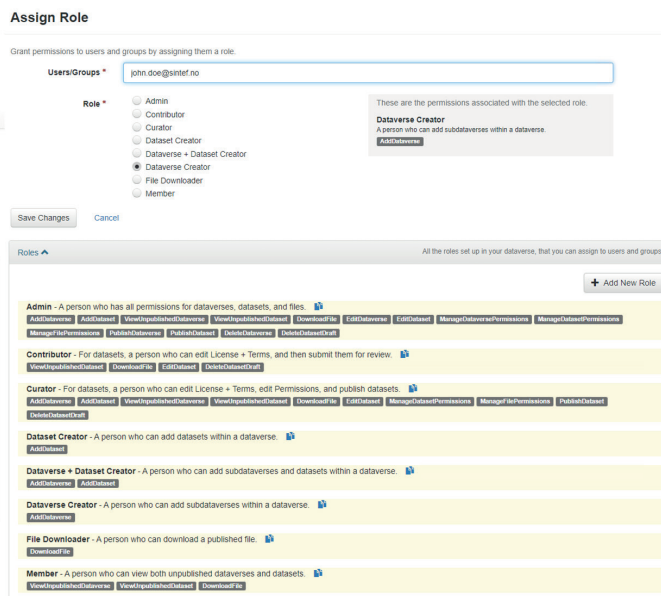 Assign Role
Grant permissions to users and groups by assigning them a role.
Users/Groups * john.doe@sintef.no
Role *
Admin
Contributor
Curator
Dataset Creator
Dataverse + Dataset Creator
Dataverse Creator
File Downloader
Member
These are the permissions associated with the selected role.
Dataverse Creator
A person who can add subdataverses within a dataverse.
AddDataverse
Save Changes Cancel
Roles All the roles set up in your dataverse, that you can assign to users and groups
+ Add New Role
Admin - A person who has all permissions for dataverses, datasets, and files.
AddDataverse AddDataset ViewUnpublishedDataverse ViewUnpublishedDataset DownloadFile EditDataverse EditDataset ManageDataversePermissions ManageDatasetPermissions
ManageFilePermissions PublishDataverse PublishDataset DeleteDataverse DeleteDatasetDraft
Contributor - For datasets, a person who can edit License + Terms, and then submit them for review.
ViewUnpublishedDataset DownloadFile EditDataset DeleteDatasetDraft
Curator - For datasets, a person who can edit License + Terms, edit Permissions, and publish datasets.
AddDataverse AddDataset ViewUnpublishedDataverse ViewUnpublishedDataset DownloadFile EditDataset ManageDatasetPermissions ManageFilePermissions PublishDataset
DeleteDatasetDraft
Dataset Creator - A person who can add datasets within a dataverse.
AddDataset
Dataverse + Dataset Creator - A person who can add subdataverses and datasets within a dataverse.
AddDataverse AddDataset
Dataverse Creator - A person who can add subdataverses within a dataverse.
AddDataverse
File Downloader - A person who can download a published file.
DownloadFile
Member - A person who can view both unpublished dataverses and datasets.
ViewUnpublishedDataverse ViewUnpublishedDataset DownloadFile